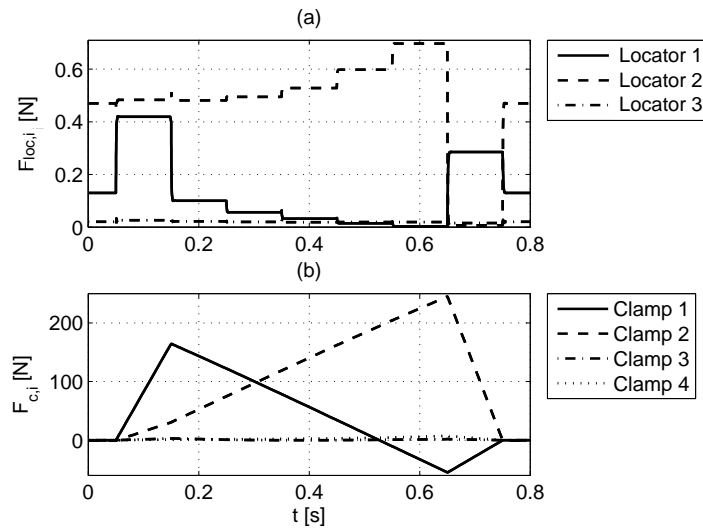 (a)
F_loc,i [N]
0.6
0.4
0.2
0
0 0.2 0.4 0.6 0.8
Locator 1
Locator 2
Locator 3
(b)
F_c,i [N]
200
100
0
0 0.2 0.4 0.6 0.8
t [s]
Clamp 1
Clamp 2
Clamp 3
Clamp 4